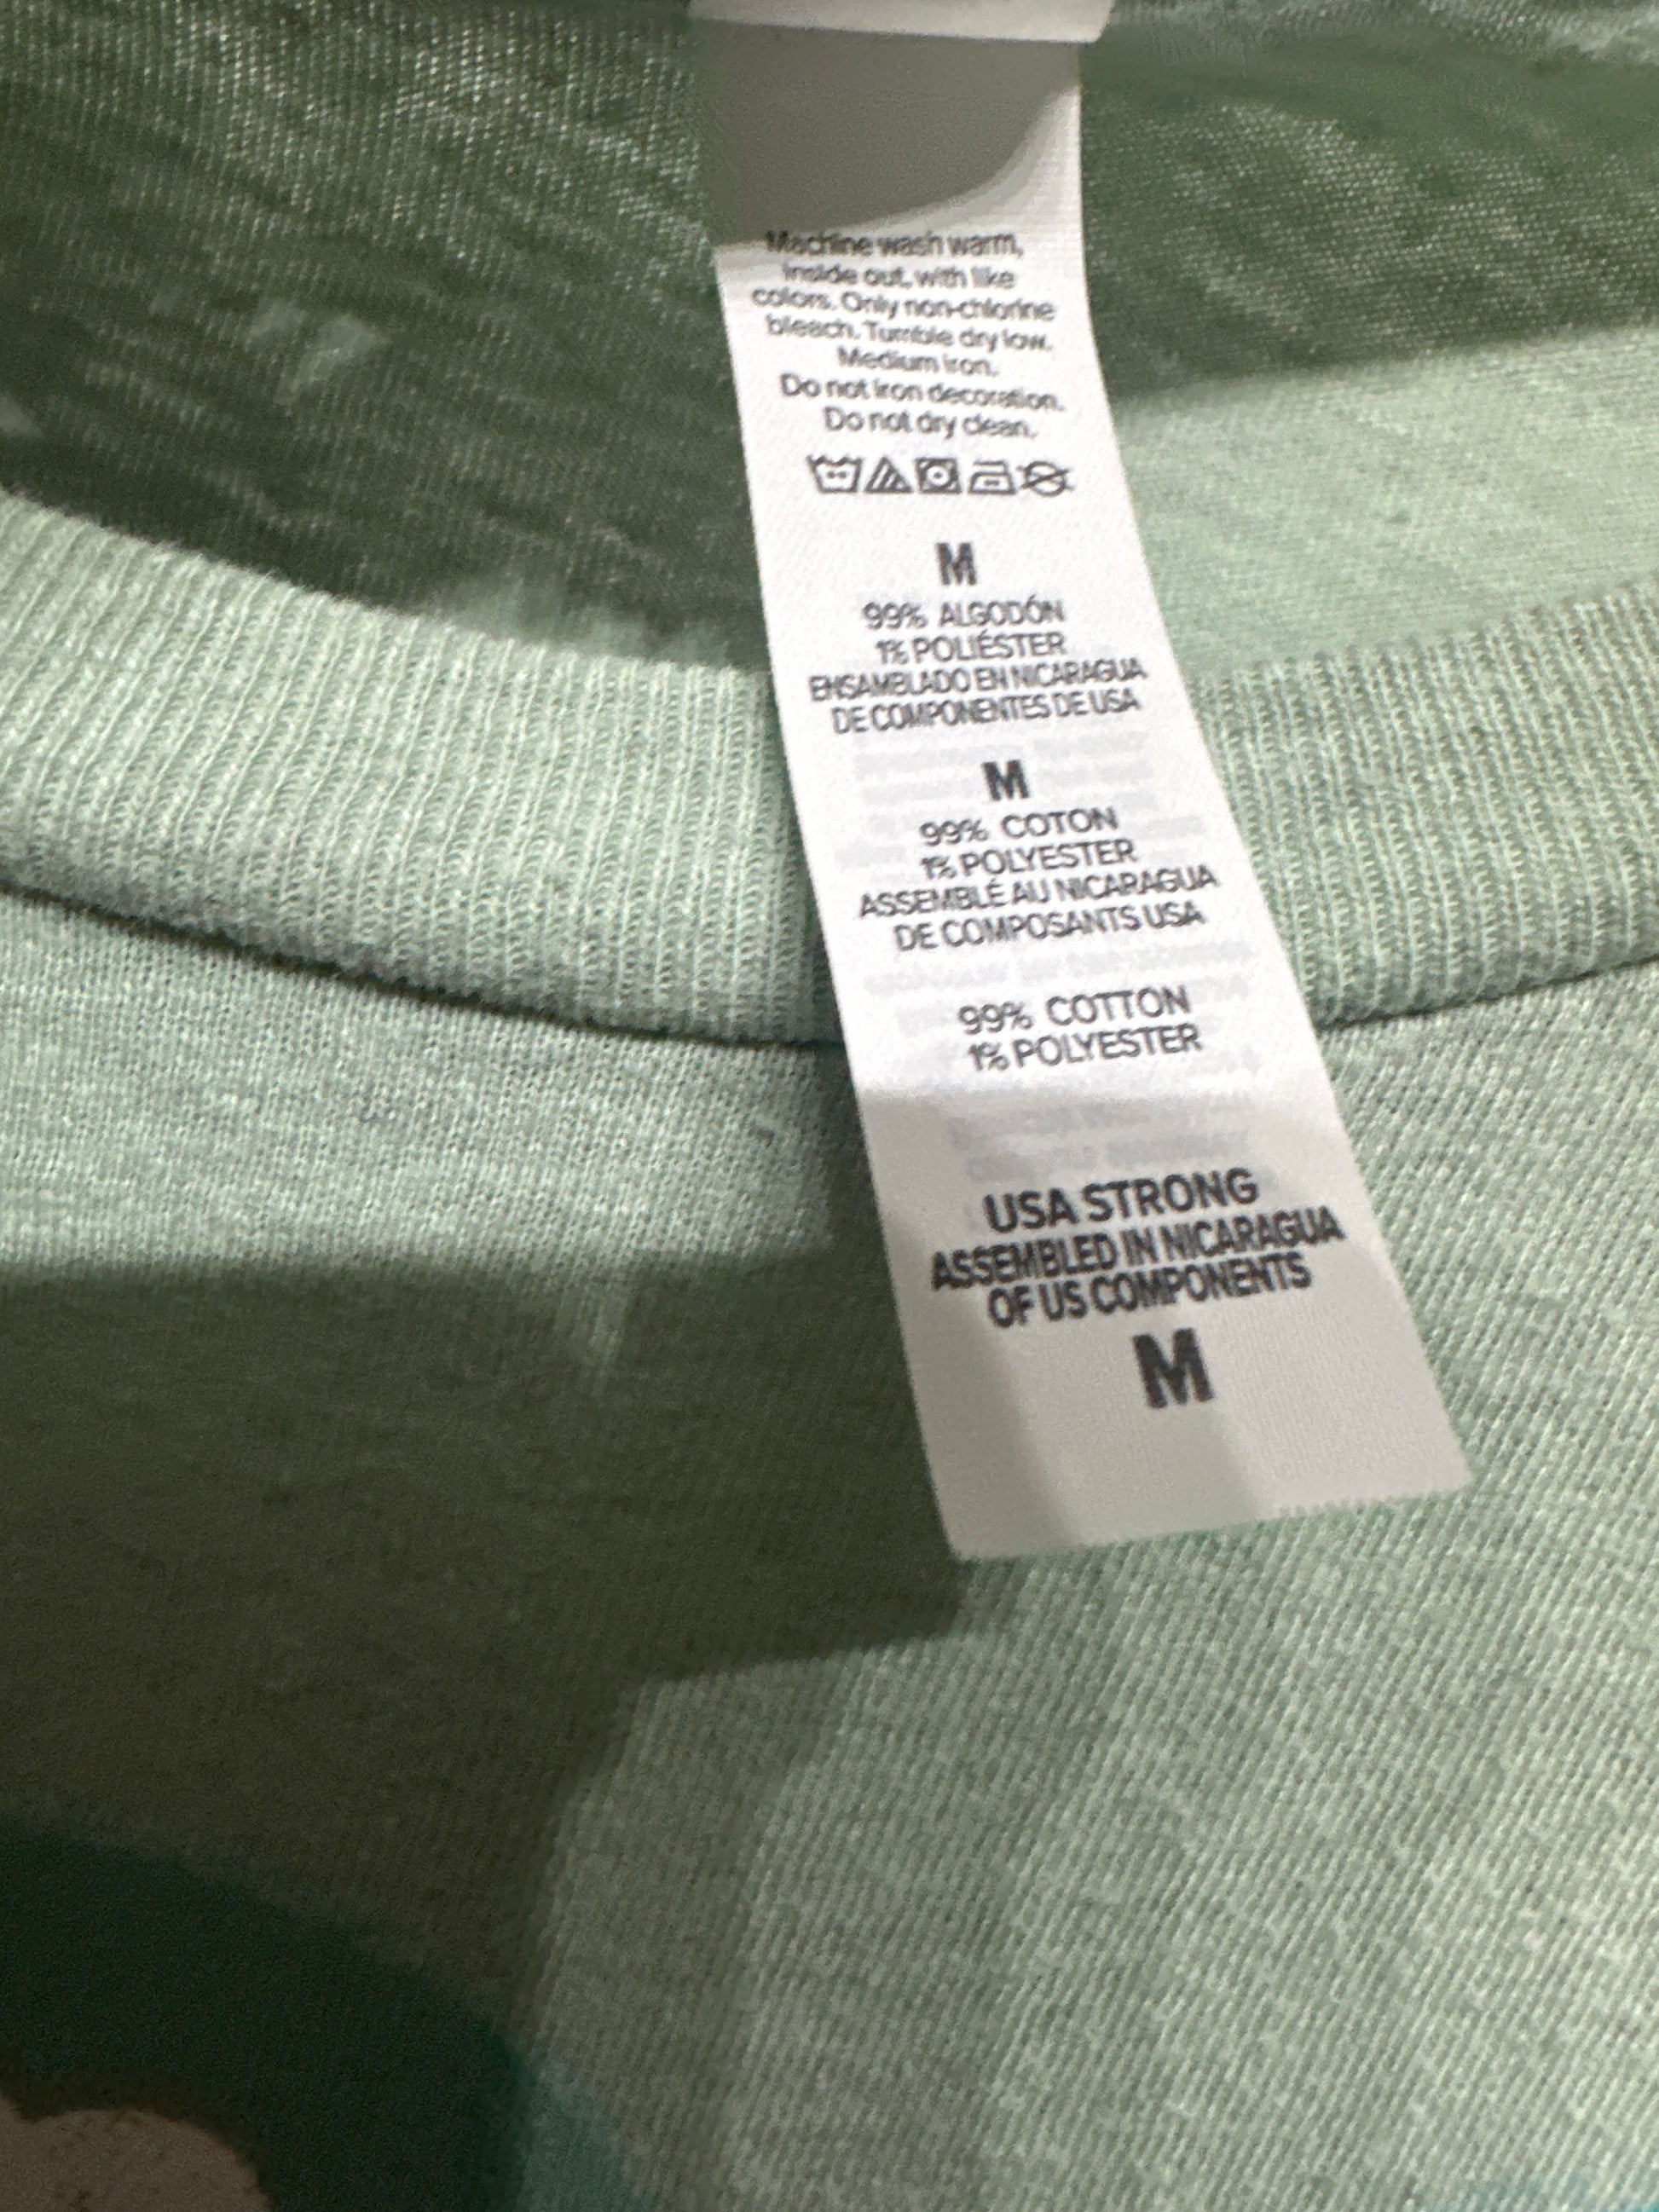 Machine wash warm,
inside out, with like
colors. Only non-chlorine
bleach. Tumble dry low.
Medium iron.
Do not iron decoration.
Do not dry clean.
M
99% ALGODÓN
1% POLIÉSTER
ENSAMBLADO EN NICARAGUA
DE COMPONENTES DE USA
M
99% COTON
1% POLYESTER
ASSEMBLÉ AU NICARAGUA
DE COMPOSANTS USA
99% COTTON
1% POLYESTER
USA STRONG
ASSEMBLED IN NICARAGUA
OF US COMPONENTS
M